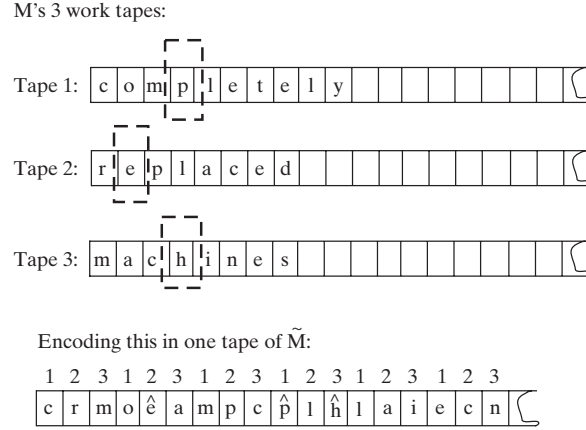 M's 3 work tapes:
Tape 1: c o m p l e t e l y
Tape 2: r e p l a c e d
Tape 3: m a c h i n e s
Encoding this in one tape of M̃:
1 2 3 1 2 3 1 2 3 1 2 3 1 2 3 1 2 3
c r m o ê a m p c p̂ l ĥ l a i e c n